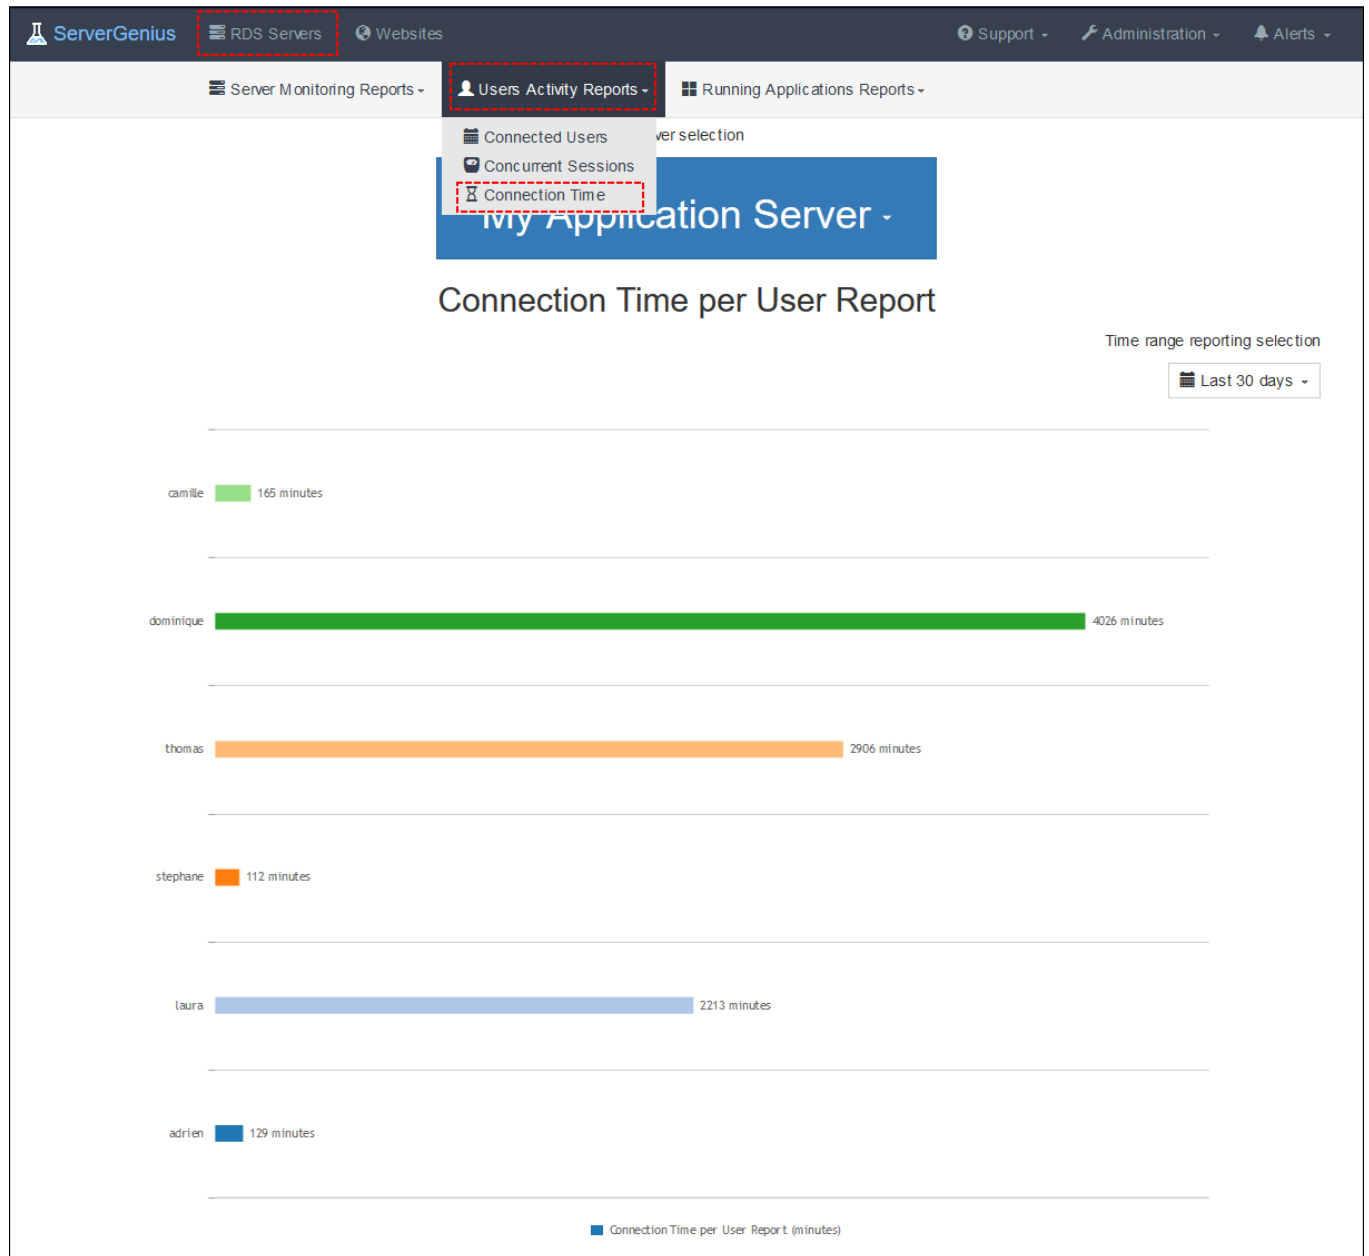 ServerGenius RDS Servers Websites Support Administration Alerts
Server Monitoring Reports Users Activity Reports Running Applications Reports
Connected Users
selection
Concurrent Sessions
Connection Time
My Application Server
Connection Time per User Report
Time range reporting selection
Last 30 days
camille 165 minutes
dominique 4026 minutes
thomas 2906 minutes
stephane 112 minutes
laura 2213 minutes
adrien 129 minutes
Connection Time per User Report (minutes)